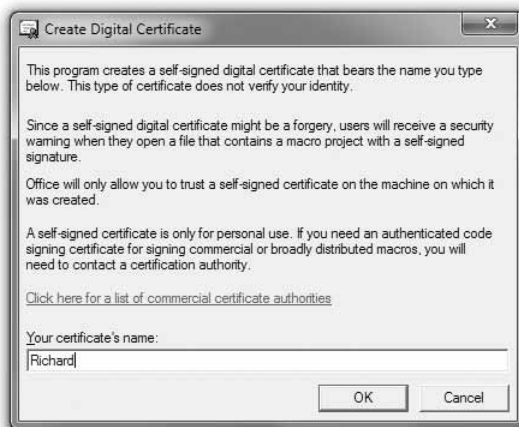 Create Digital Certificate
This program creates a self-signed digital certificate that bears the name you type
below. This type of certificate does not verify your identity.
Since a self-signed digital certificate might be a forgery, users will receive a security
warning when they open a file that contains a macro project with a self-signed
signature.
Office will only allow you to trust a self-signed certificate on the machine on which it
was created.
A self-signed certificate is only for personal use. If you need an authenticated code
signing certificate for signing commercial or broadly distributed macros, you will
need to contact a certification authority.
Click here for a list of commercial certificate authorities
Your certificate's name:
Richard
OK Cancel